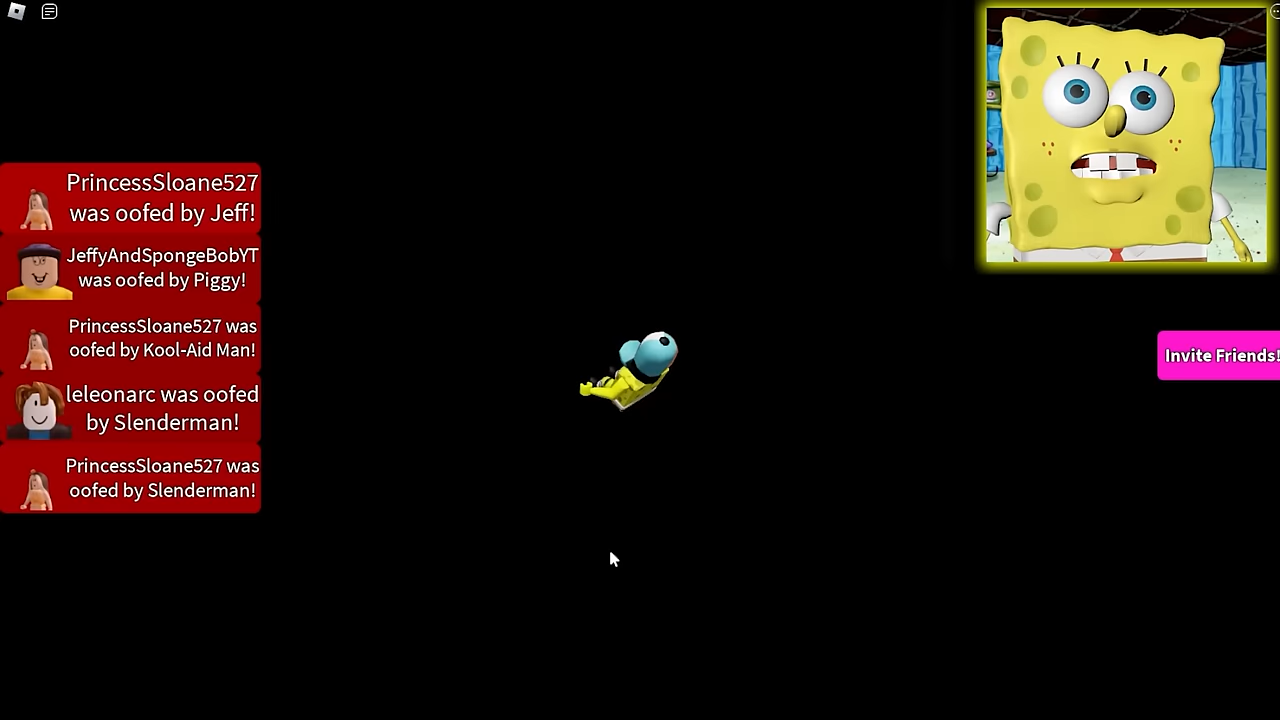 PrincessSloane527
was oofed by Jeff!
JeffyAndSpongeBobYT
was oofed by Piggy!
PrincessSloane527 was
oofed by Kool-Aid Man!
leleonarc was oofed
by Slenderman!
PrincessSloane527 was
oofed by Slenderman!
Invite Friends!